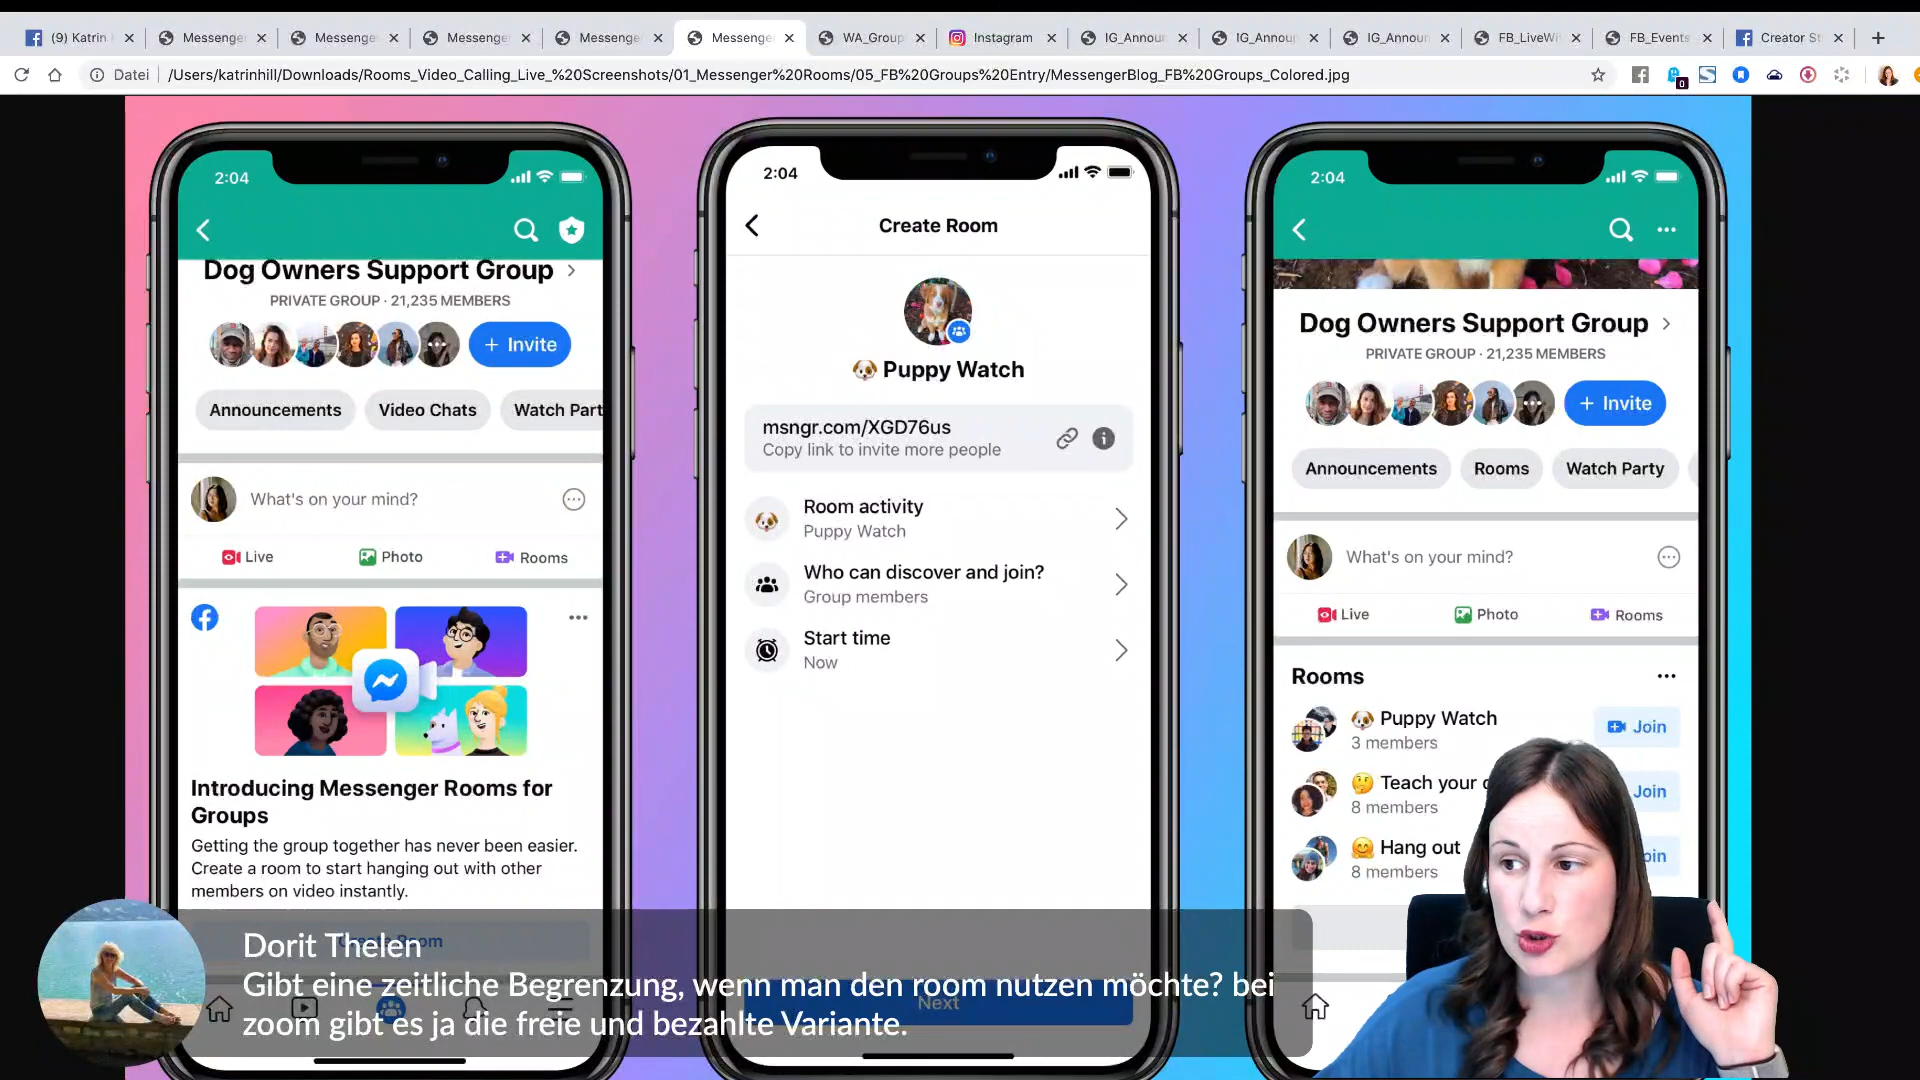 (9) Katrin
Messenge
Messenge
Messenge
Messenge
Messenge
WA_Group
Instagram
IG_Announ
IG_Annou
IG_Announ
FB_LiveWi
FB_Events
Creator St
Datei
/Users/katrinhill/Downloads/Rooms_Video_Calling_Live_%20Screenshots/01_Messenger%20Rooms/05_FB%20Groups%20Entry/MessengerBlog_FB%20Groups_Colored.jpg
0
2:04
Dog Owners Support Group
PRIVATE GROUP · 21,235 MEMBERS
+ Invite
Announcements
Video Chats
Watch Part
What's on your mind?
Live
Photo
Rooms
Introducing Messenger Rooms for
Groups
Getting the group together has never been easier.
Create a room to start hanging out with other
members on video instantly.
2:04
Create Room
Puppy Watch
msngr.com/XGD76us
Copy link to invite more people
Room activity
Puppy Watch
Who can discover and join?
Group members
Start time
Now
Next
2:04
Dog Owners Support Group
PRIVATE GROUP · 21,235 MEMBERS
+ Invite
Announcements
Rooms
Watch Party
What's on your mind?
Live
Photo
Rooms
Rooms
Puppy Watch
3 members
Join
Teach your
8 members
Join
Hang out
8 members
oin
Dorit Thelen
Gibt eine zeitliche Begrenzung, wenn man den room nutzen möchte? bei
zoom gibt es ja die freie und bezahlte Variante.